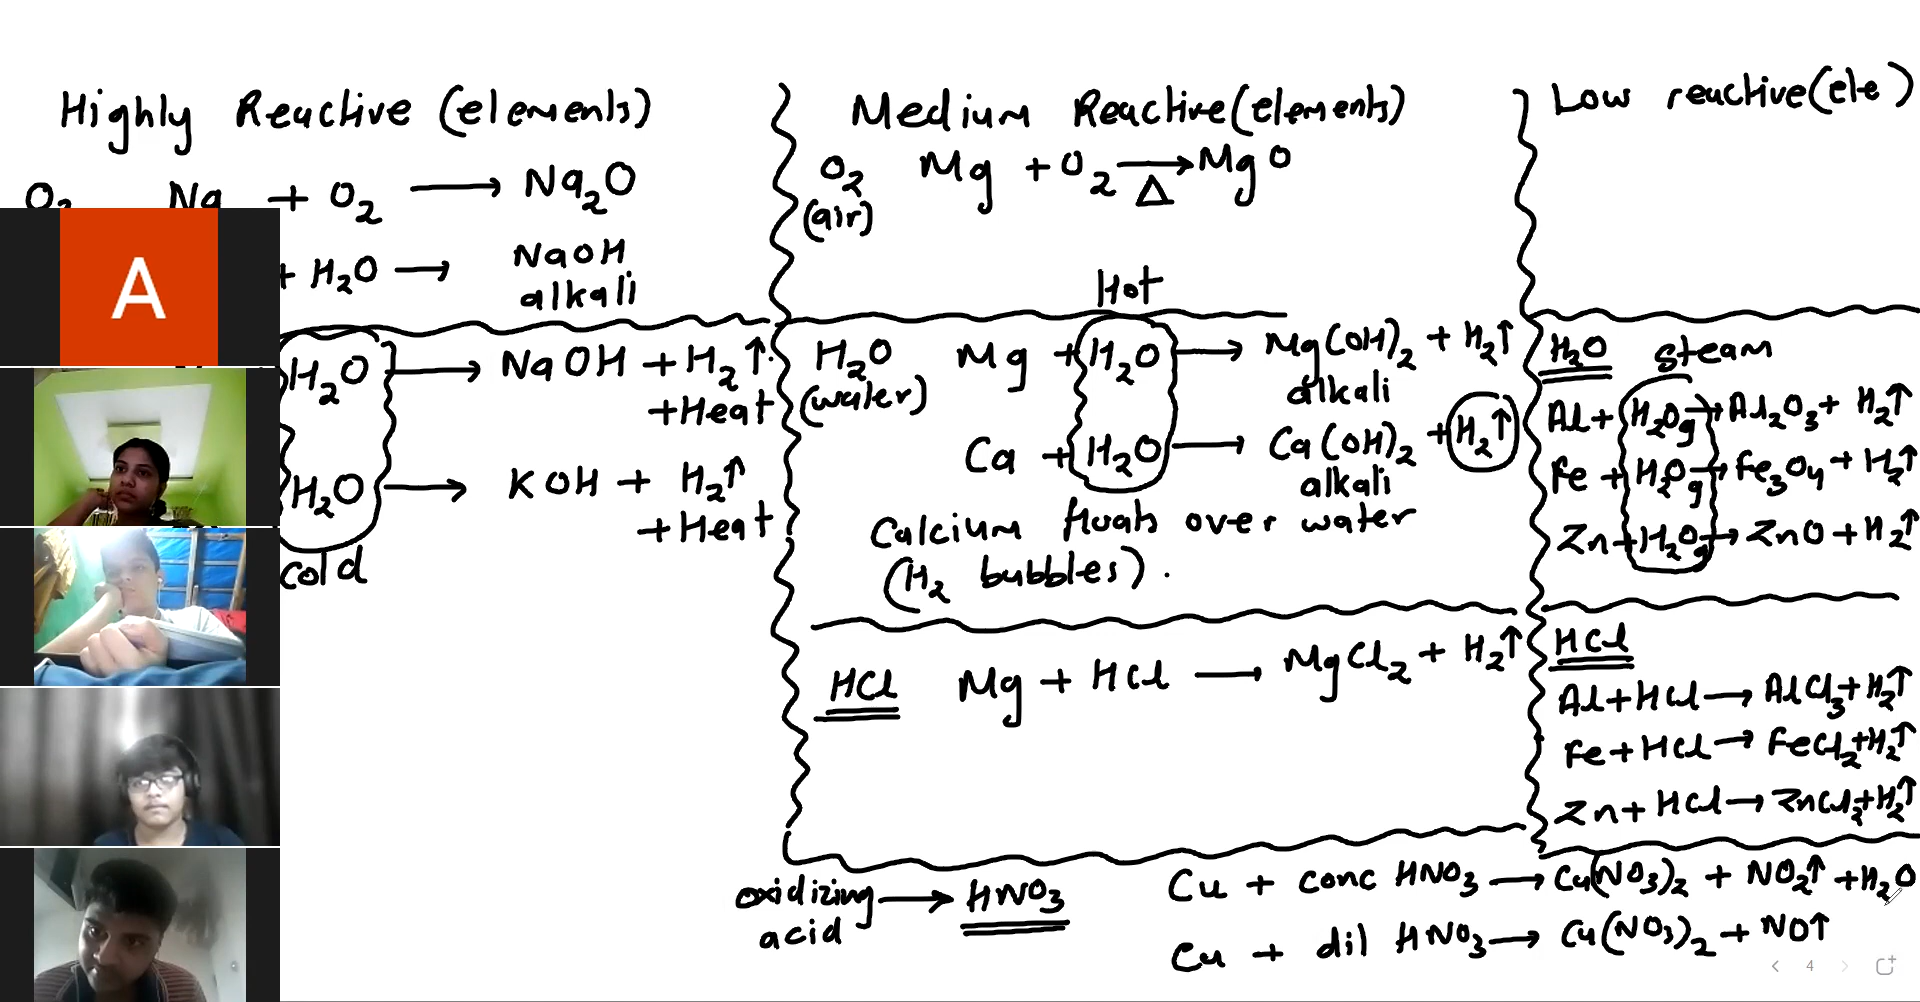 Highly Reactive (elements)
O₂ Na + O₂ → Na₂O
+ H₂O → NaOH
alkali
H₂O → NaOH + H₂↑
+Heat
H₂O → KOH + H₂↑
+Heat
cold
A
Medium Reactive (elements)
O₂ Mg + O₂ →Δ MgO
(air)
Hot
H₂O Mg + H₂O → Mg(OH)₂ + H₂↑
(water) alkali
Ca + H₂O → Ca(OH)₂ + H₂↑
alkali
Calcium floats over water
(H₂ bubbles).
HCl Mg + HCl → MgCl₂ + H₂↑
Low reactive (ele)
H₂O Steam
Al + H₂Og → Al₂O₃ + H₂↑
Fe + H₂Og → Fe₃O₄ + H₂↑
Zn + H₂Og → ZnO + H₂↑
HCl
Al + HCl → AlCl₃ + H₂↑
Fe + HCl → FeCl₂ + H₂↑
Zn + HCl → ZnCl₂ + H₂↑
oxidizing → HNO₃
acid
Cu + conc HNO₃ → Cu(NO₃)₂ + NO₂↑ + H₂O
Cu + dil HNO₃ → Cu(NO₃)₂ + NO↑
4